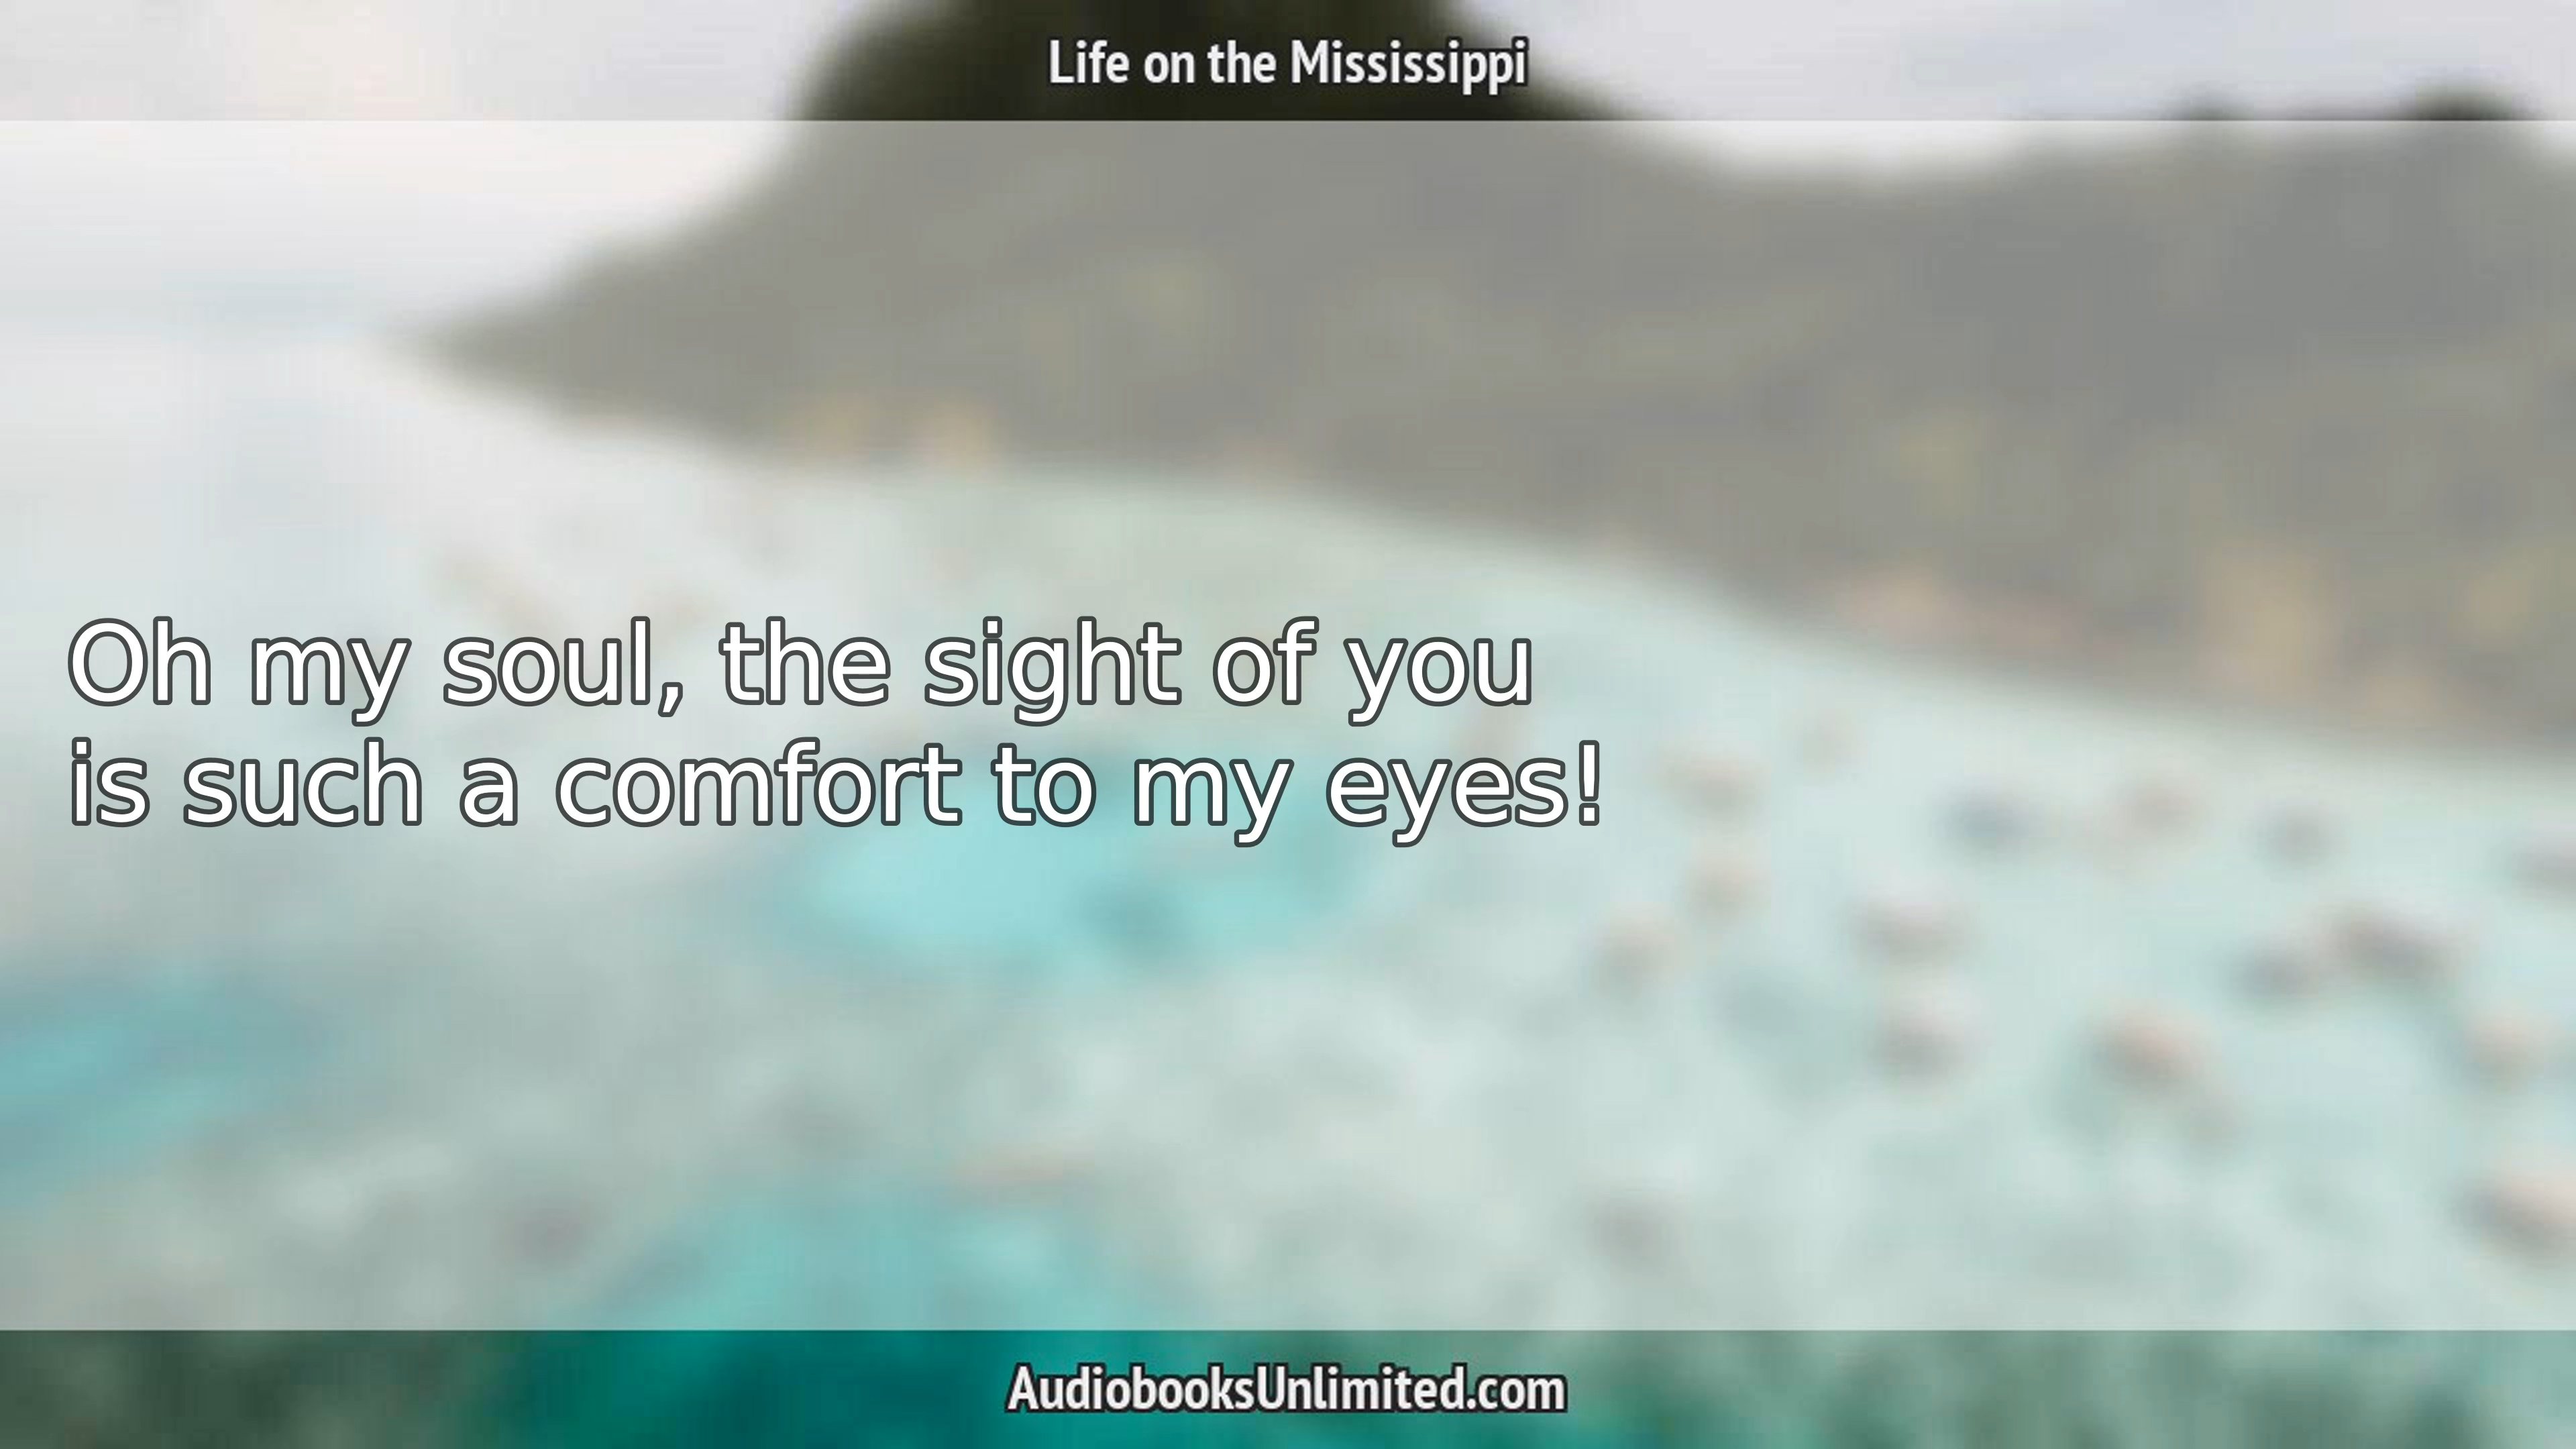 Life on the Mississippi
Oh my soul, the sight of you
is such a comfort to my eyes!
AudiobooksUnlimited.com